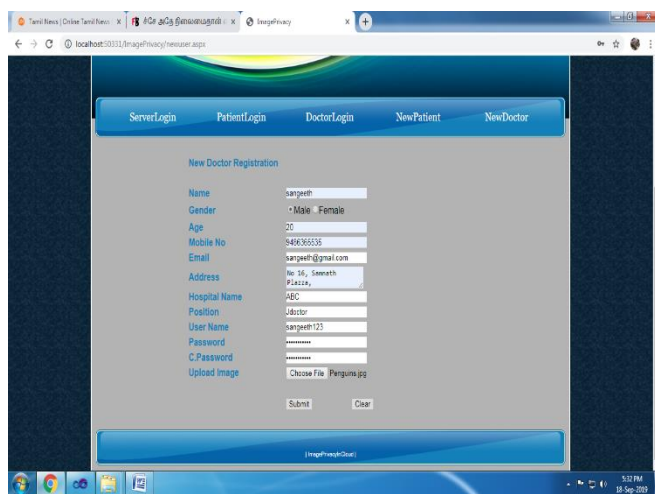 Tamil News | Online Tamil News
ImagePrivacy
localhost:50331/ImagePrivacy/newuser.aspx
ServerLogin PatientLogin DoctorLogin NewPatient NewDoctor
New Doctor Registration
Name sangeeth
Gender Male Female
Age 20
Mobile No 9486365535
Email sangeeth@gmail.com
Address No 16, Samnath
Plazza,
Hospital Name ABC
Position Jdoctor
User Name sangeeth123
Password
C.Password
Upload Image Choose File Penguins.jpg
Submit Clear
| ImagePrivacyInCloud |
5:32 PM
18-Sep-2019